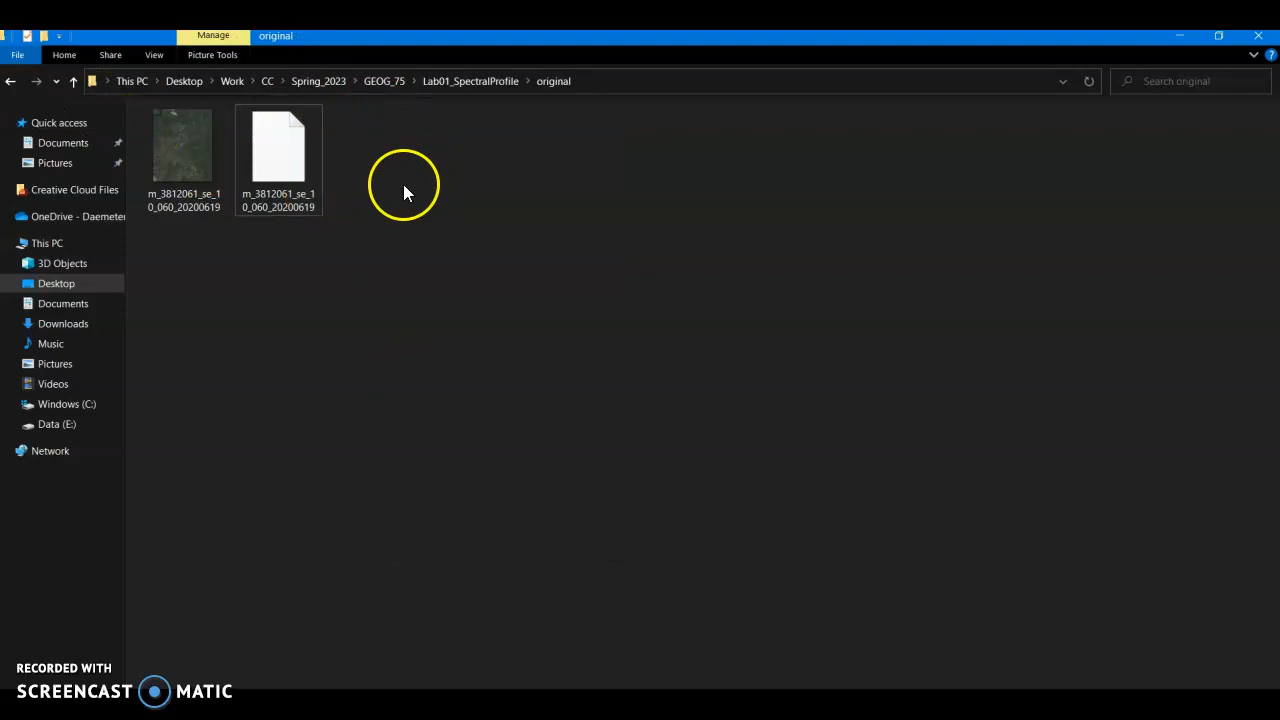 Manage original
File Home Share View Picture Tools
This PC Desktop Work CC Spring_2023 GEOG_75 Lab01_SpectralProfile original
Search original
Quick access
Documents
Pictures
Creative Cloud Files
OneDrive - Daemeter
This PC
3D Objects
Desktop
Documents
Downloads
Music
Pictures
Videos
Windows (C:)
Data (E:)
Network
m_3812061_se_1
0_060_20200619
m_3812061_se_1
0_060_20200619
RECORDED WITH
SCREENCAST MATIC